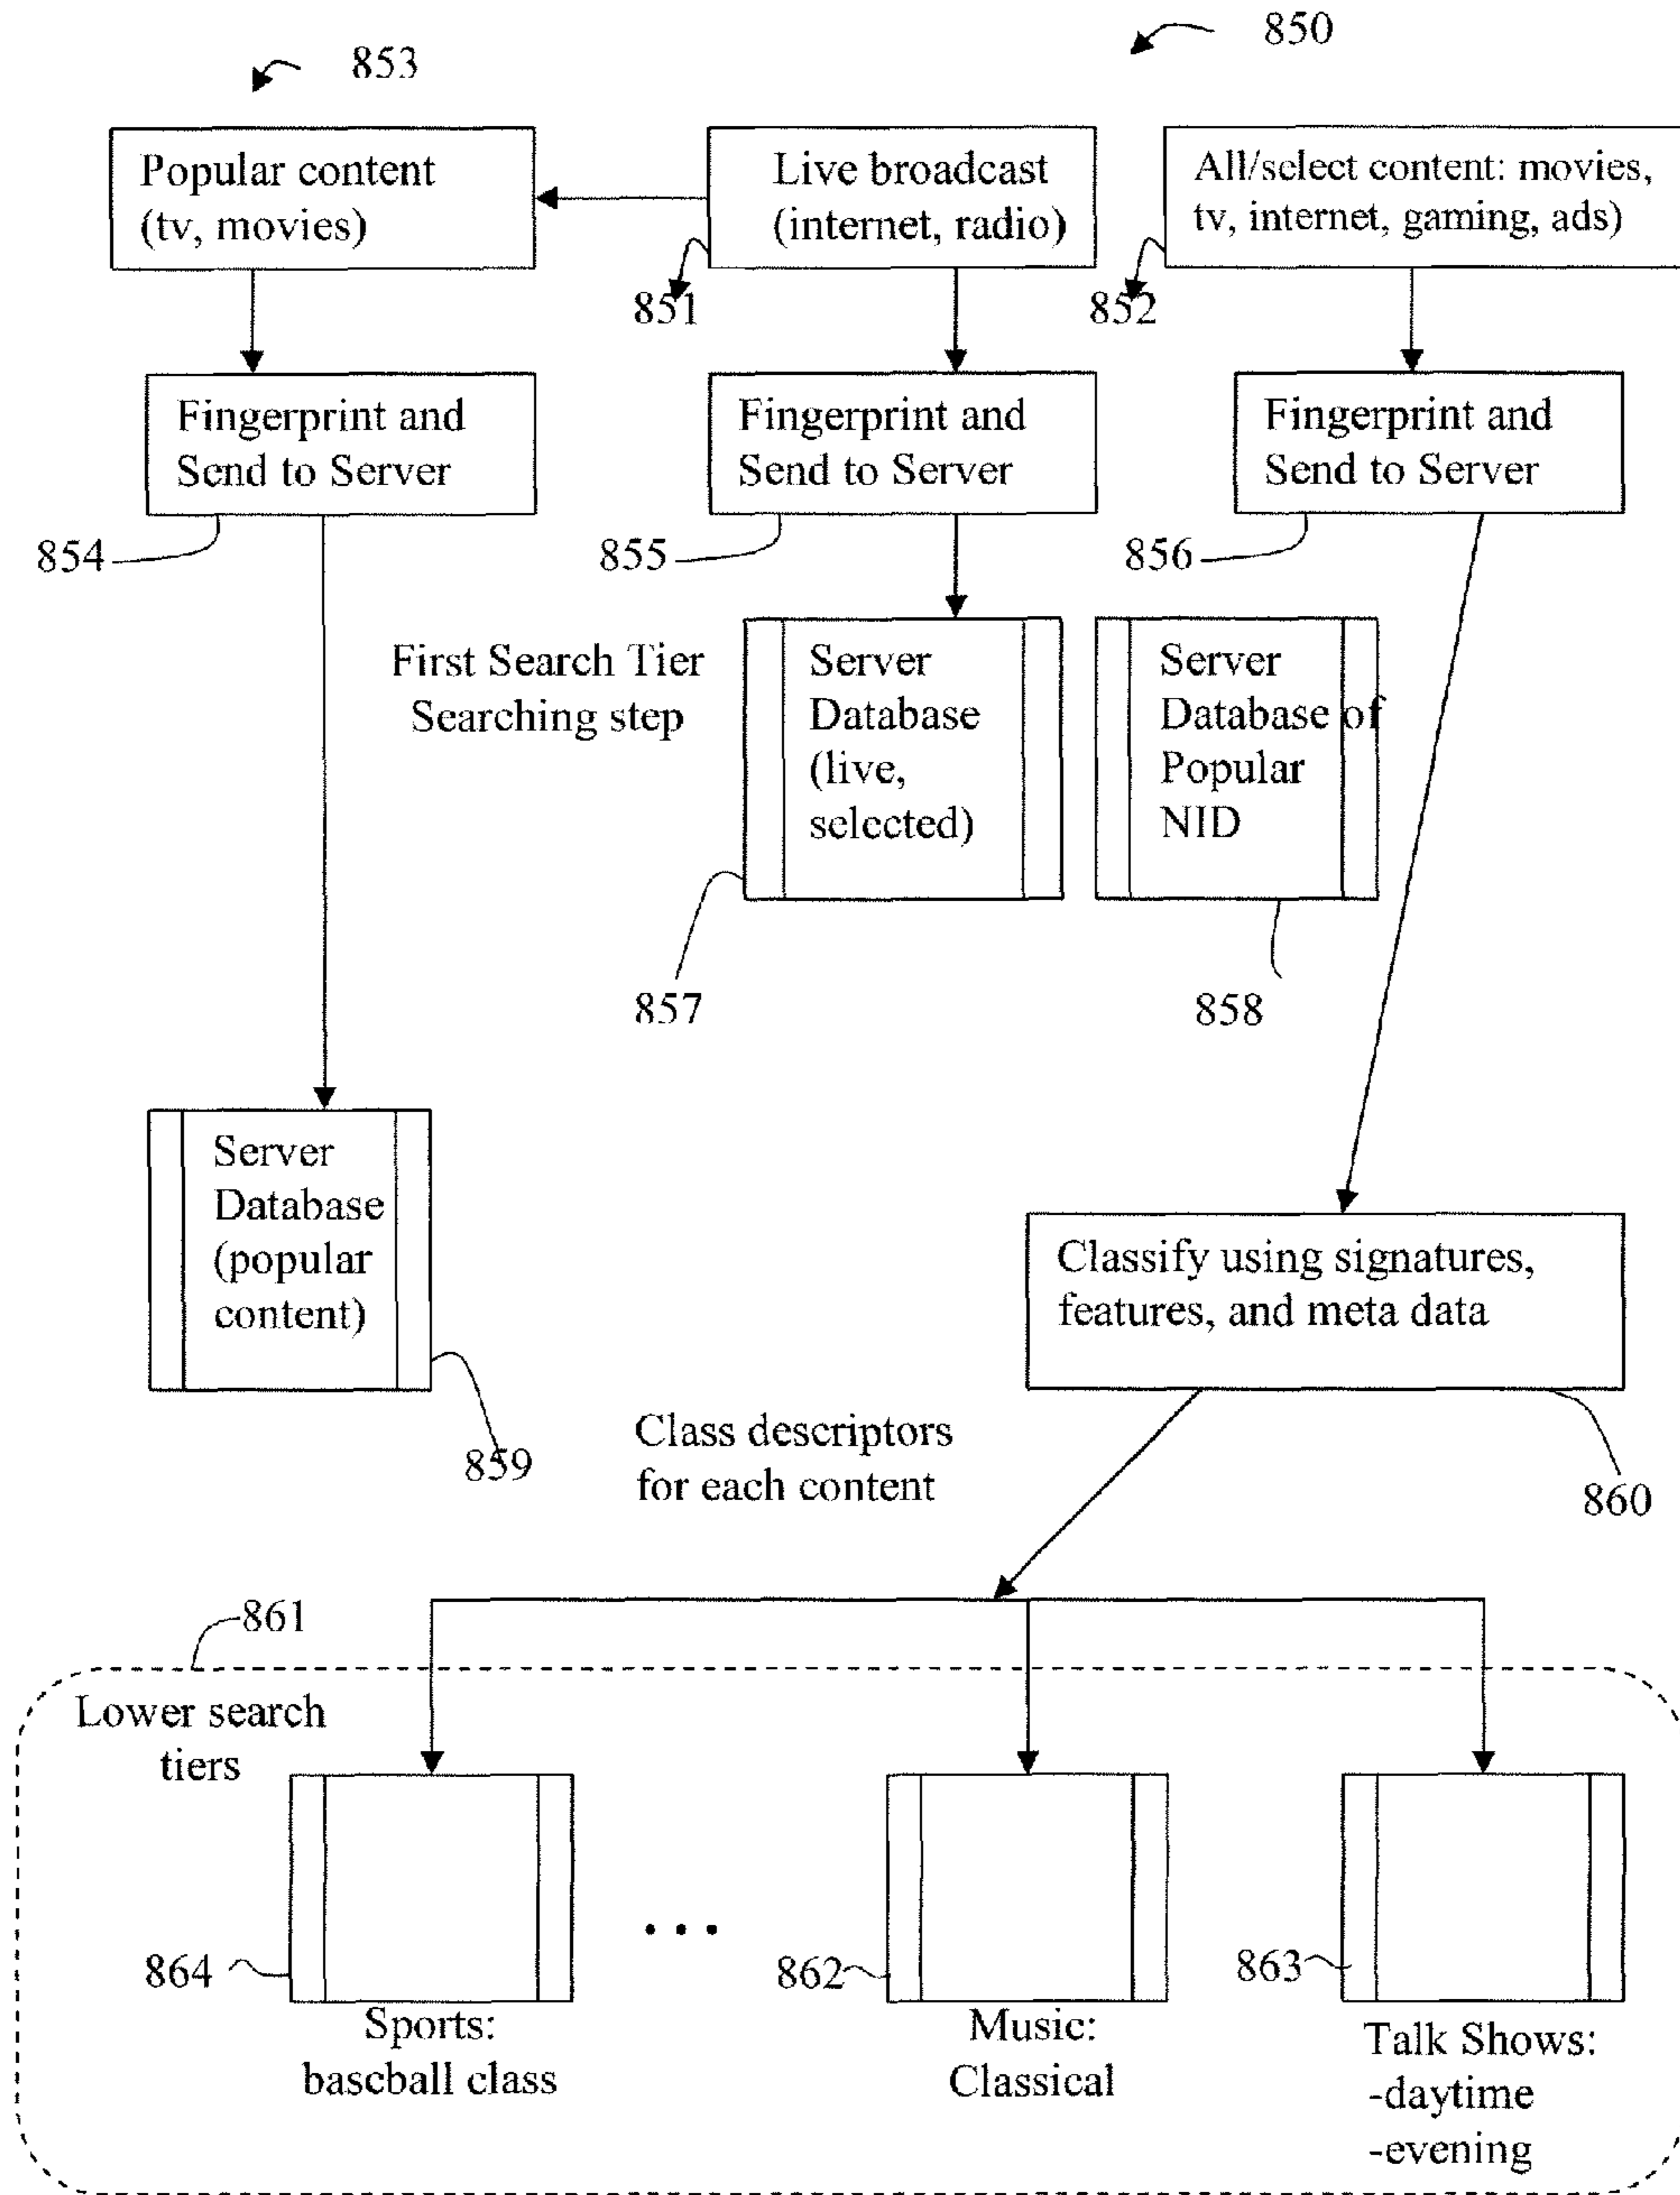 850
853
Popular content
(tv, movies)
Live broadcast
(internet, radio)
All/select content: movies,
tv, internet, gaming, ads)
851
852
Fingerprint and
Send to Server
Fingerprint and
Send to Server
Fingerprint and
Send to Server
854
855
856
First Search Tier
Searching step
Server
Database
(live,
selected)
Server
Database of
Popular
NID
857
858
Server
Database
(popular
content)
859
Classify using signatures,
features, and meta data
860
Class descriptors
for each content
861
Lower search
tiers
864
862
863
Sports:
baseball class
Music:
Classical
Talk Shows:
-daytime
-evening